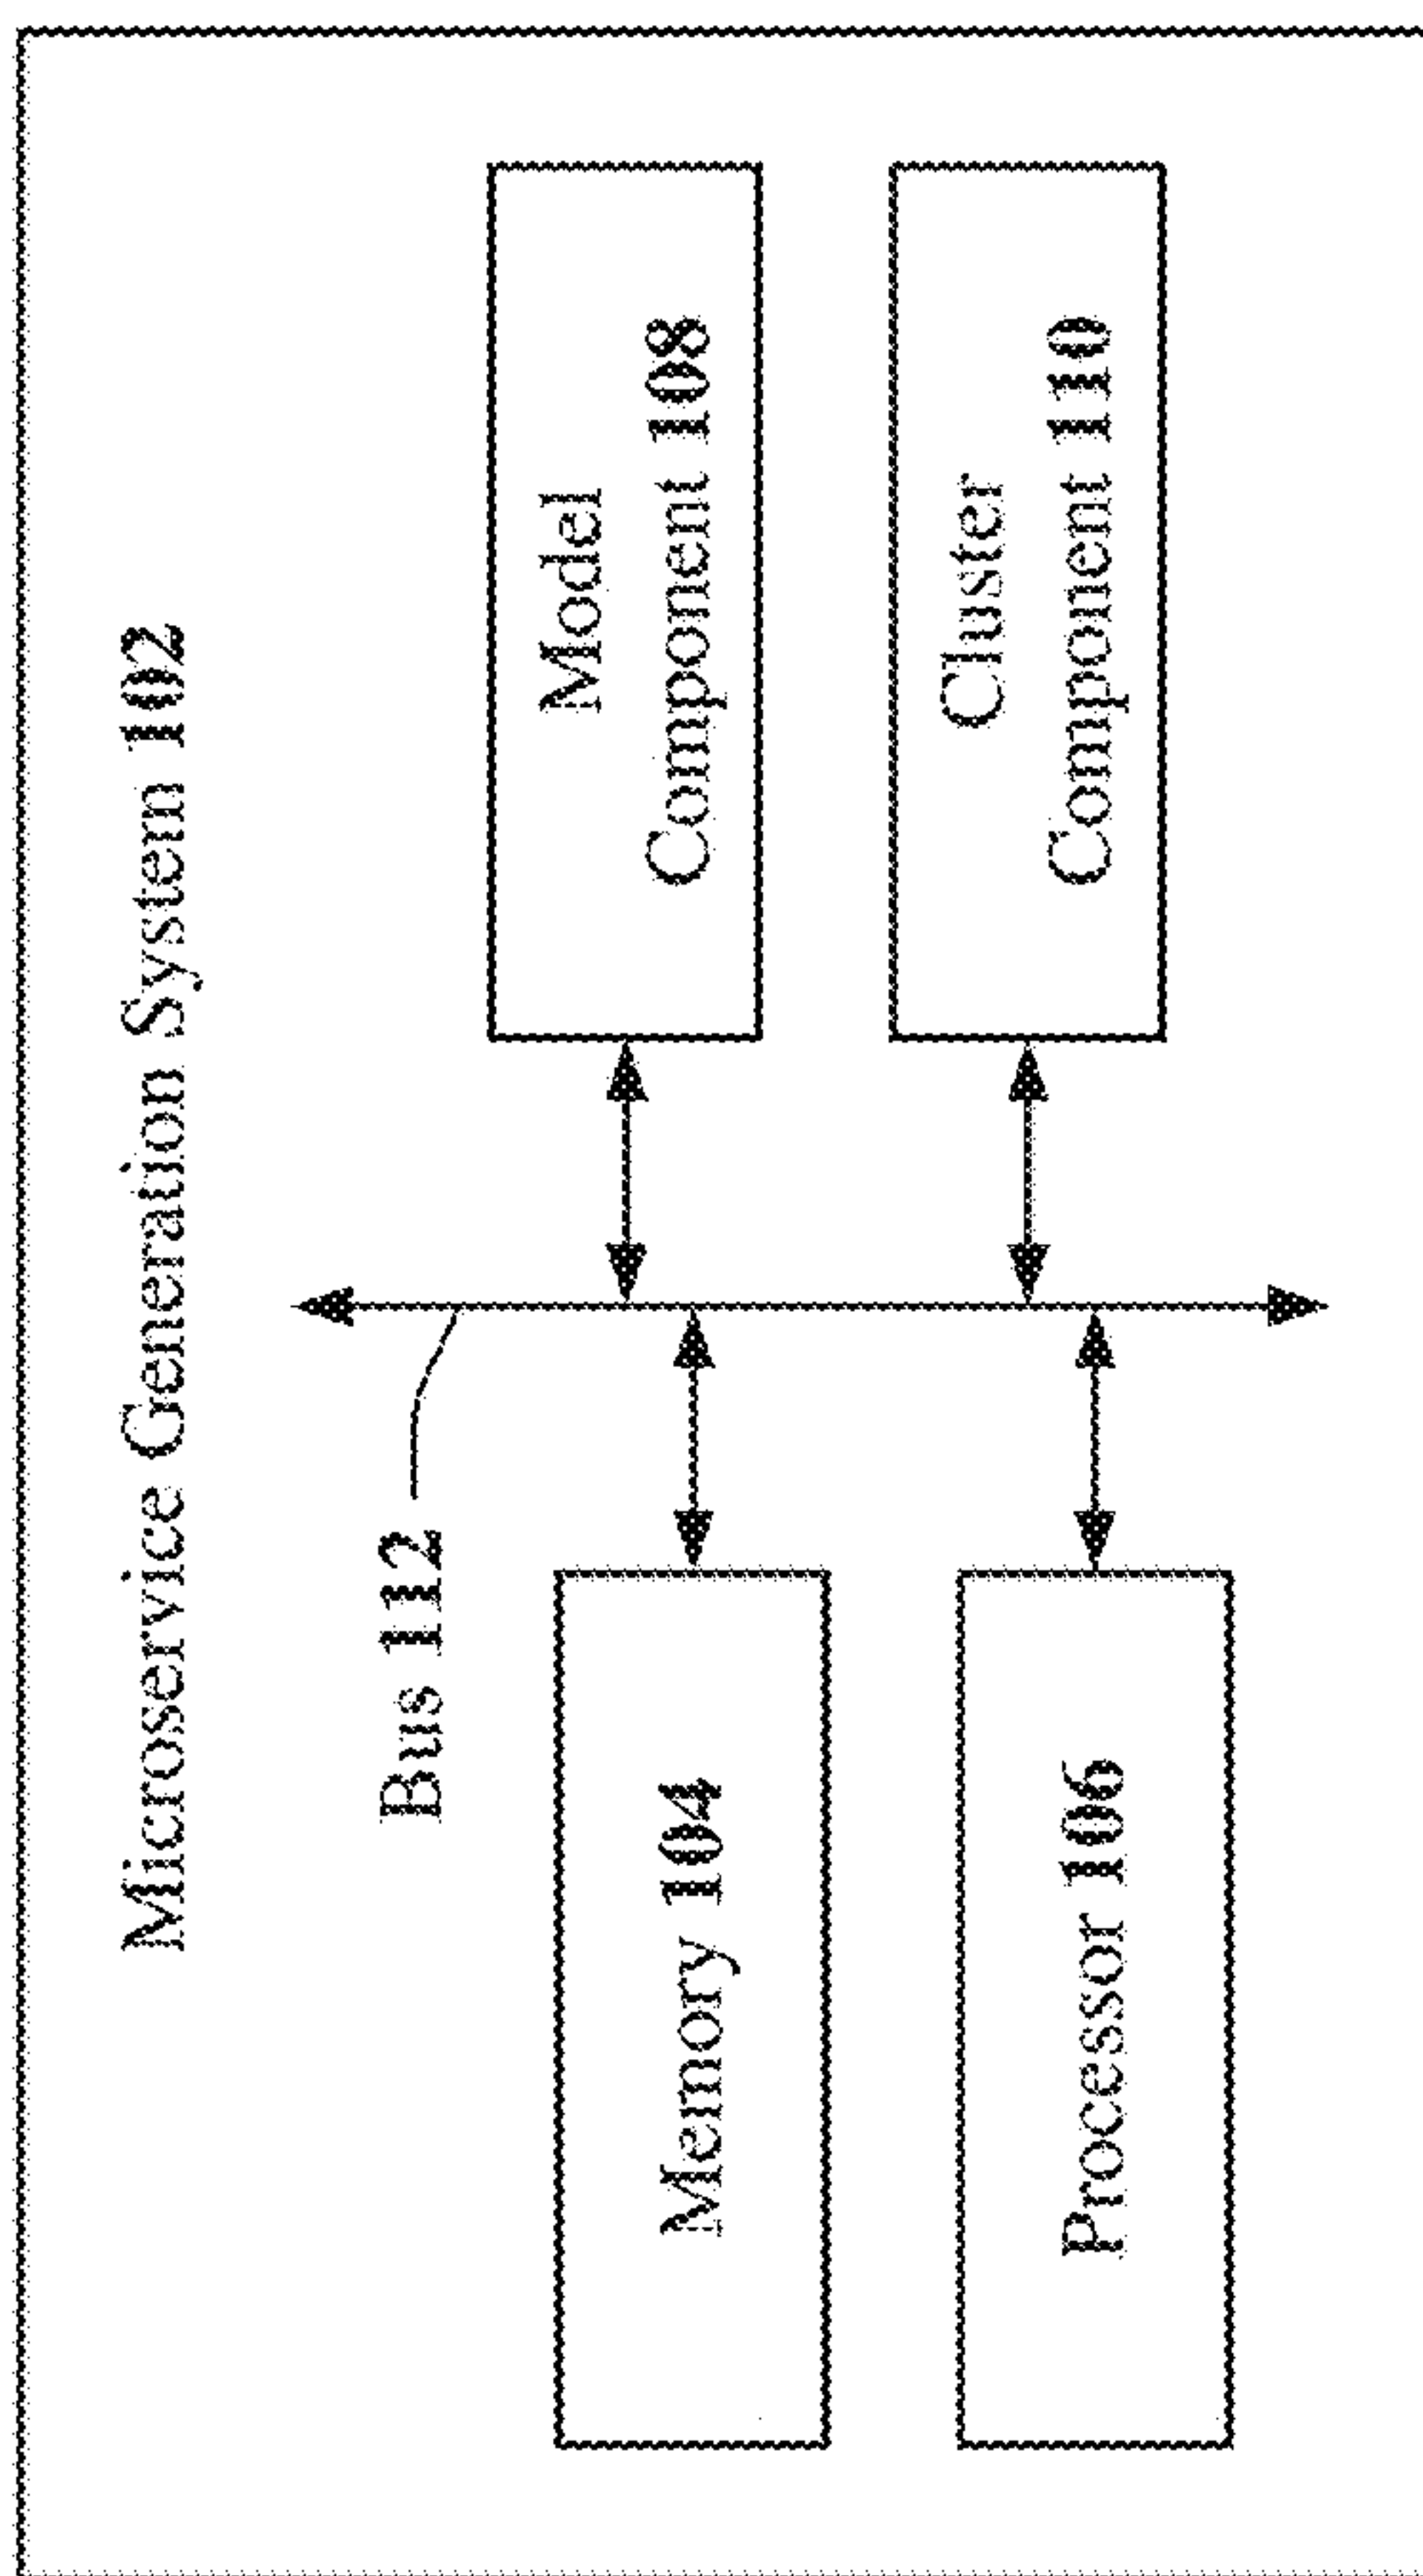 Microservice Generation System 102
Bus 112
Memory 104
Model
Component 108
Processor 106
Cluster
Component 110